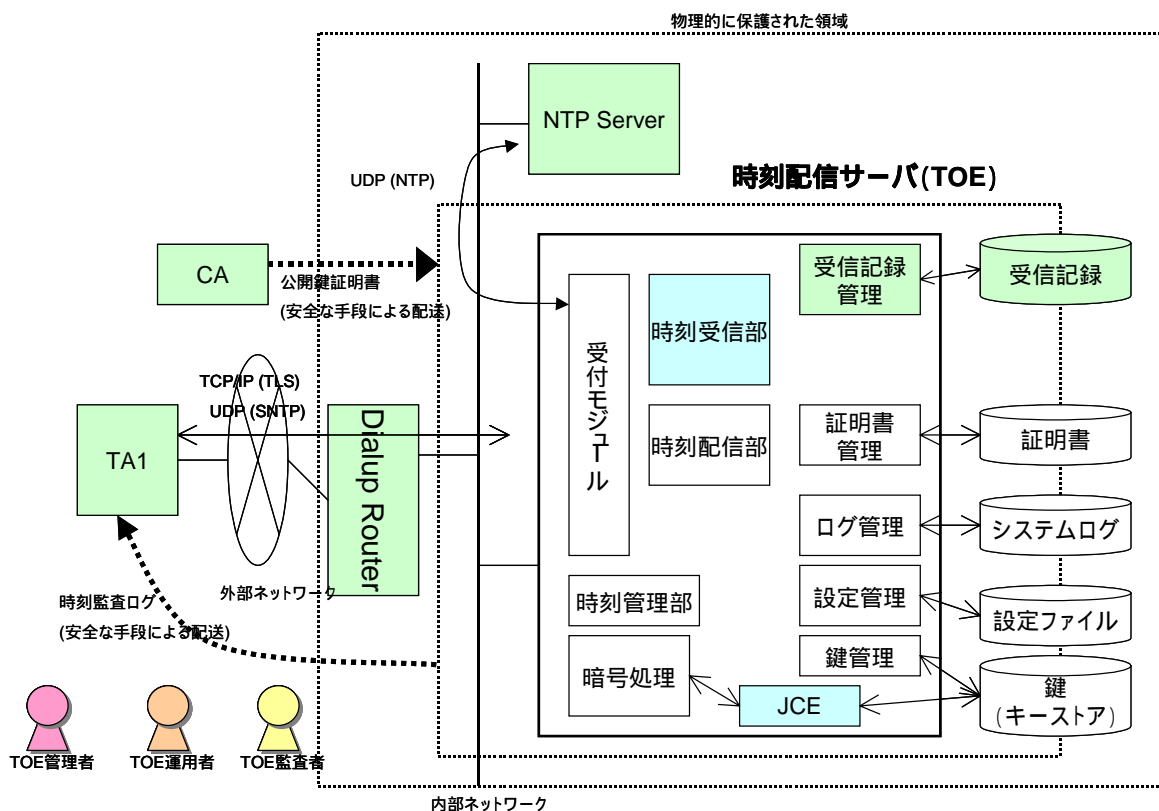 物理的に保護された領域
NTP Server
UDP (NTP)
時刻配信サーバ(TOE)
CA
公開鍵証明書
(安全な手段による配送)
受付モジュール
時刻受信部
受信記録
管理
受信記録
TCP/IP (TLS)
UDP (SNTP)
TA1
Dialup Router
時刻配信部
証明書
管理
証明書
ログ管理
システムログ
外部ネットワーク
時刻監査ログ
(安全な手段による配送)
時刻管理部
設定管理
設定ファイル
暗号処理
鍵管理
JCE
鍵
(キーストア)
TOE管理者
TOE運用者
TOE監査者
内部ネットワーク